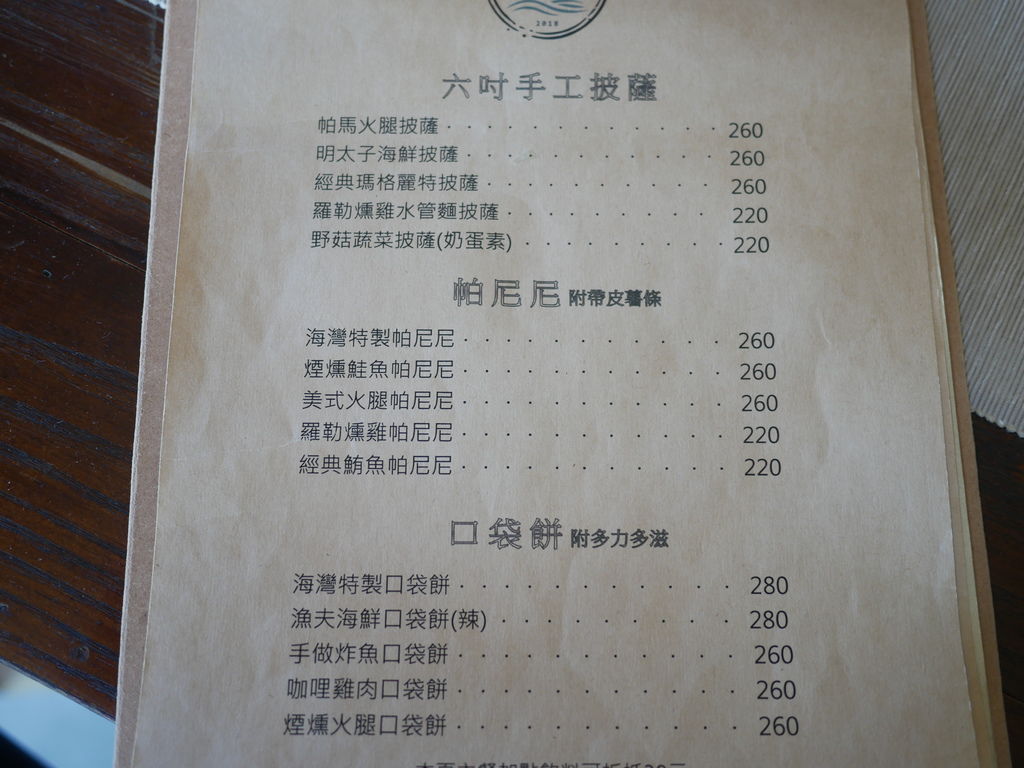 2018
六吋手工披薩
帕馬火腿披薩 · · · · · · · · · · 260
明太子海鮮披薩 · · · · · · · · · · 260
經典瑪格麗特披薩 · · · · · · · · · 260
羅勒燻雞水管麵披薩 · · · · · · · · 220
野菇蔬菜披薩(奶蛋素) · · · · · · · · 220
帕尼尼 附帶皮薯條
海灣特製帕尼尼 · · · · · · · · · · 260
煙燻鮭魚帕尼尼 · · · · · · · · · · 260
美式火腿帕尼尼 · · · · · · · · · · 260
羅勒燻雞帕尼尼 · · · · · · · · · · 220
經典鮪魚帕尼尼 · · · · · · · · · · 220
口袋餅 附多力多滋
海灣特製口袋餅 · · · · · · · · · · 280
漁夫海鮮口袋餅(辣) · · · · · · · · · 280
手做炸魚口袋餅 · · · · · · · · · · · 260
咖哩雞肉口袋餅 · · · · · · · · · · · 260
煙燻火腿口袋餅 · · · · · · · · · · · 260